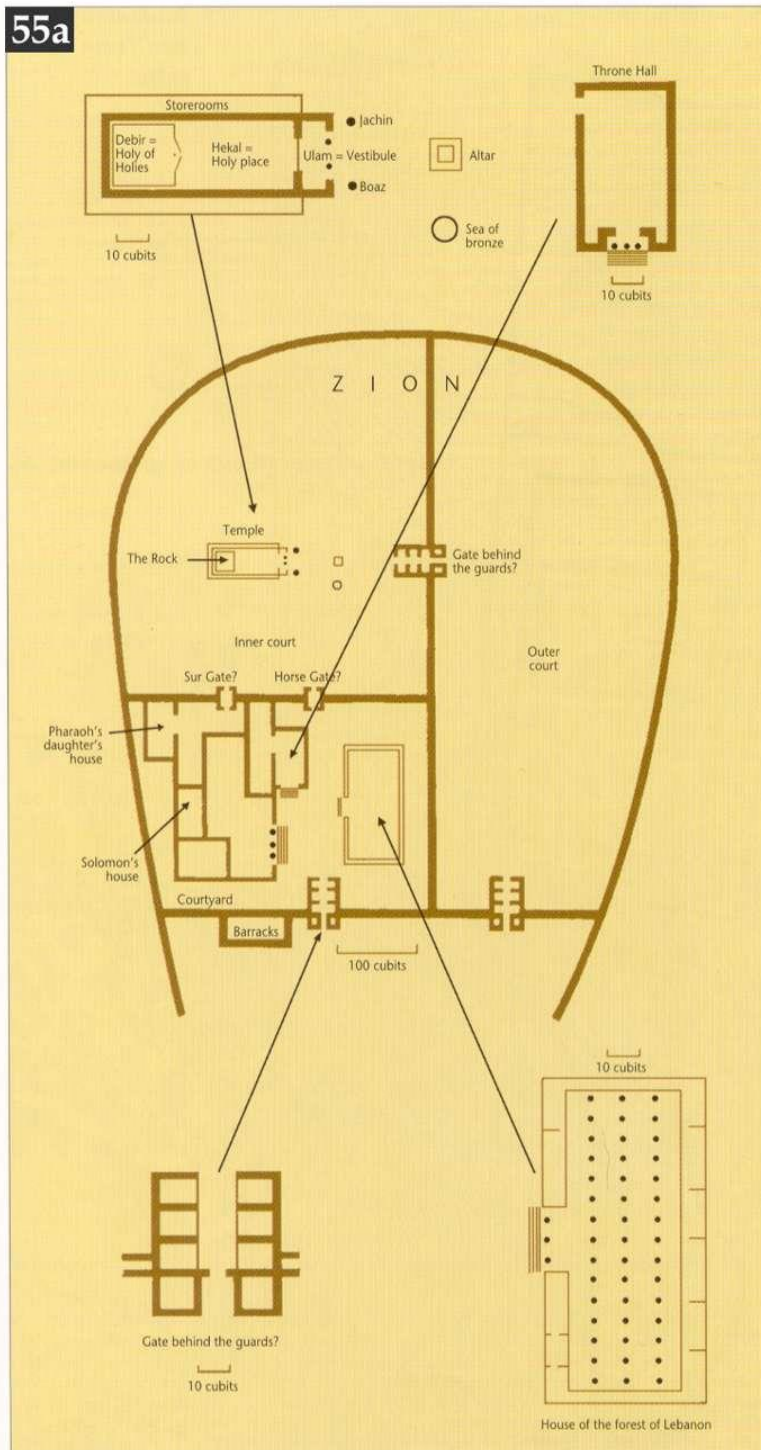 55a
Throne Hall
Storerooms
Jachin
Debir =
Holy of
Holies
Hekal =
Holy place
Ulam = Vestibule
Altar
Boaz
Sea of
bronze
10 cubits
10 cubits
ZION
Temple
The Rock
Gate behind
the guards?
Inner court
Outer
court
Sur Gate?
Horse Gate?
Pharaoh's
daughter's
house
Solomon's
house
Courtyard
Barracks
100 cubits
10 cubits
Gate behind the guards?
10 cubits
House of the forest of Lebanon